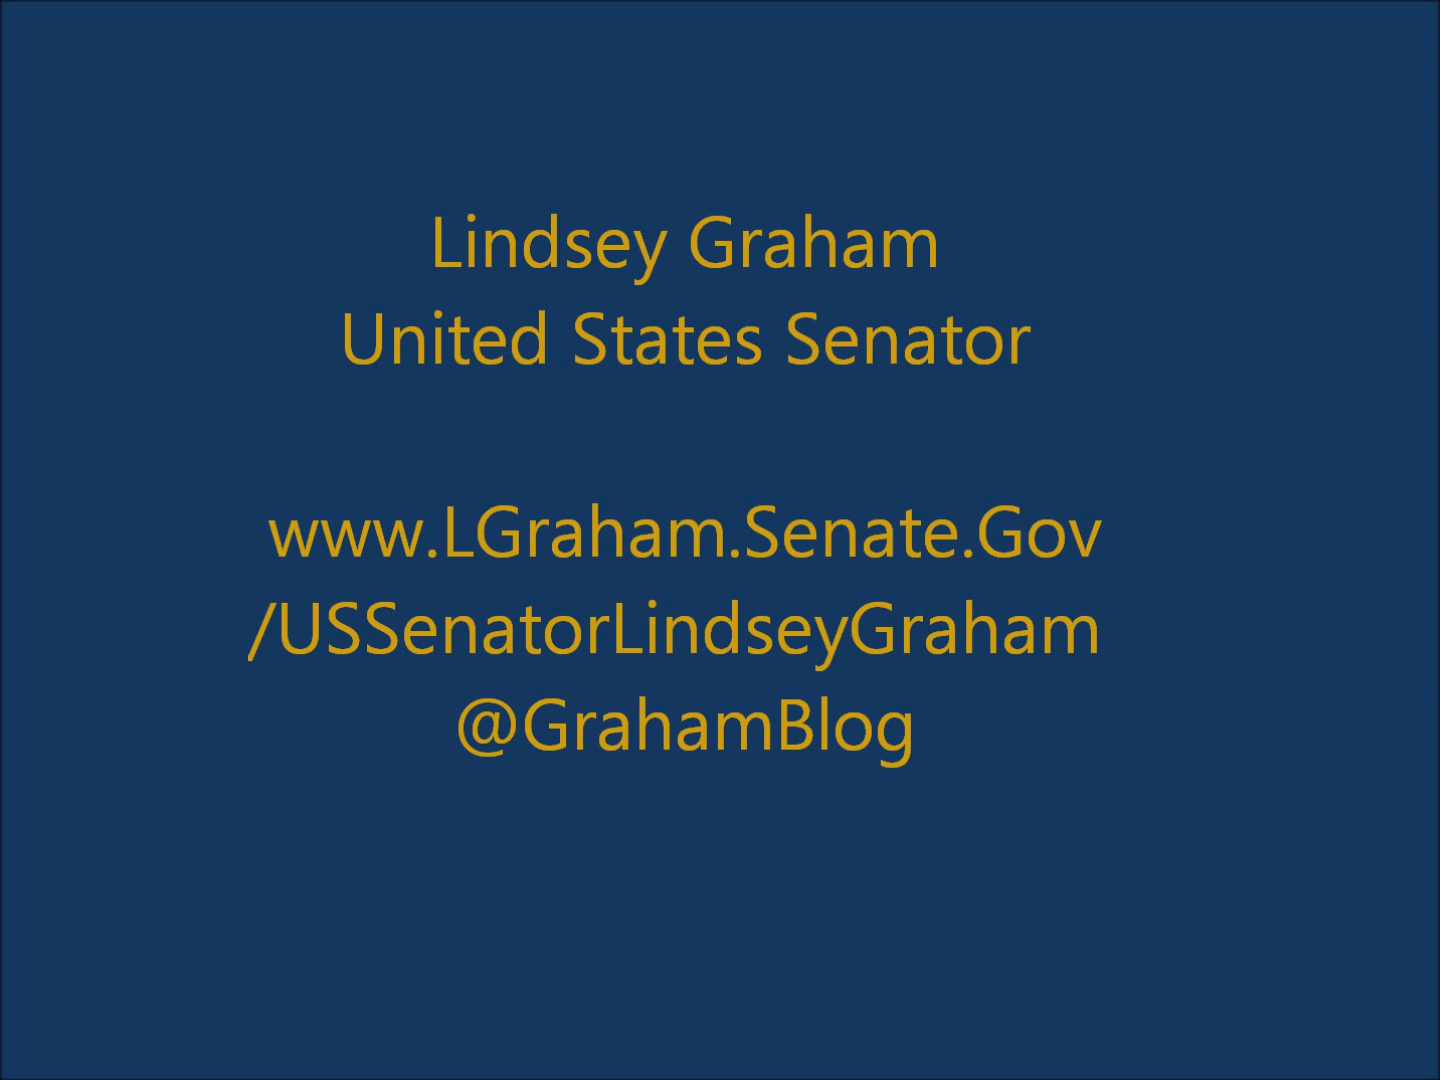 Lindsey Graham
United States Senator
www.LGraham.Senate.Gov
/USSenatorLindseyGraham
@GrahamBlog